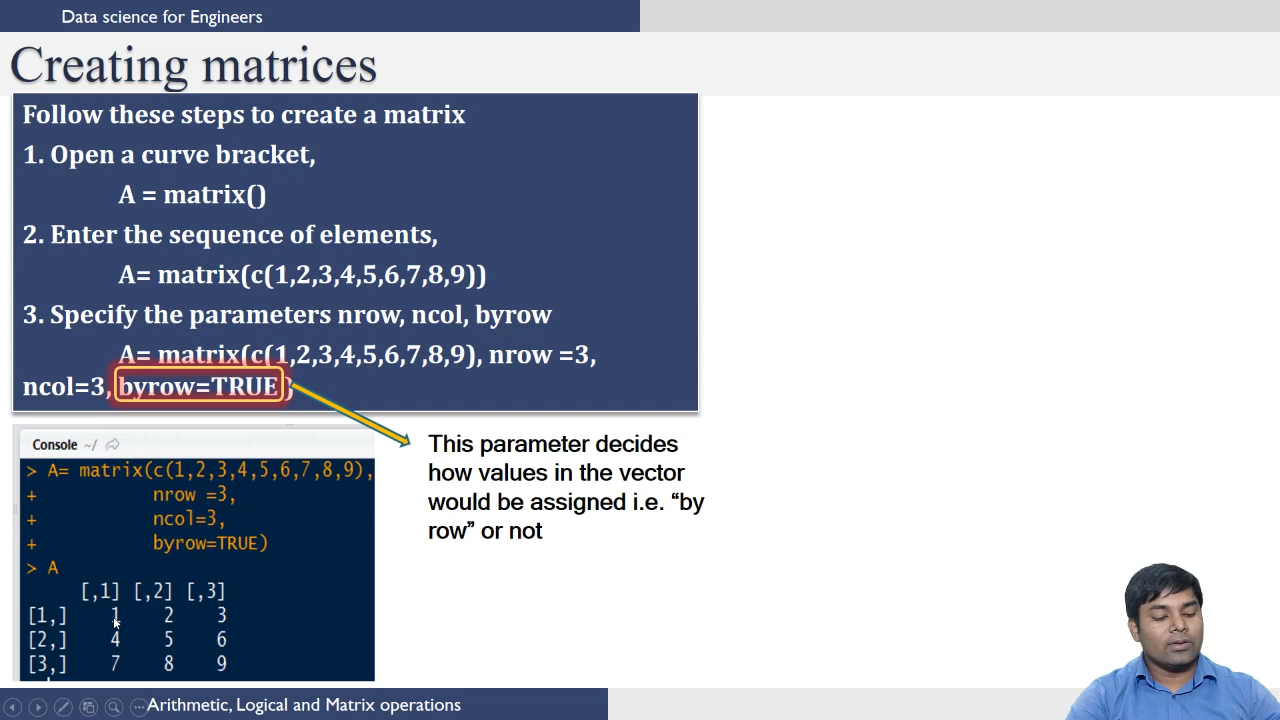 Data science for Engineers
Creating matrices
Follow these steps to create a matrix
1. Open a curve bracket,
A = matrix()
2. Enter the sequence of elements,
A= matrix(c(1,2,3,4,5,6,7,8,9))
3. Specify the parameters nrow, ncol, byrow
A= matrix(c(1,2,3,4,5,6,7,8,9), nrow =3,
ncol=3, byrow=TRUE)
Console ~/
> A= matrix(c(1,2,3,4,5,6,7,8,9),
+ nrow =3,
+ ncol=3,
+ byrow=TRUE)
> A
[,1] [,2] [,3]
[1,] 1 2 3
[2,] 4 5 6
[3,] 7 8 9
This parameter decides
how values in the vector
would be assigned i.e. “by
row” or not
Arithmetic, Logical and Matrix operations